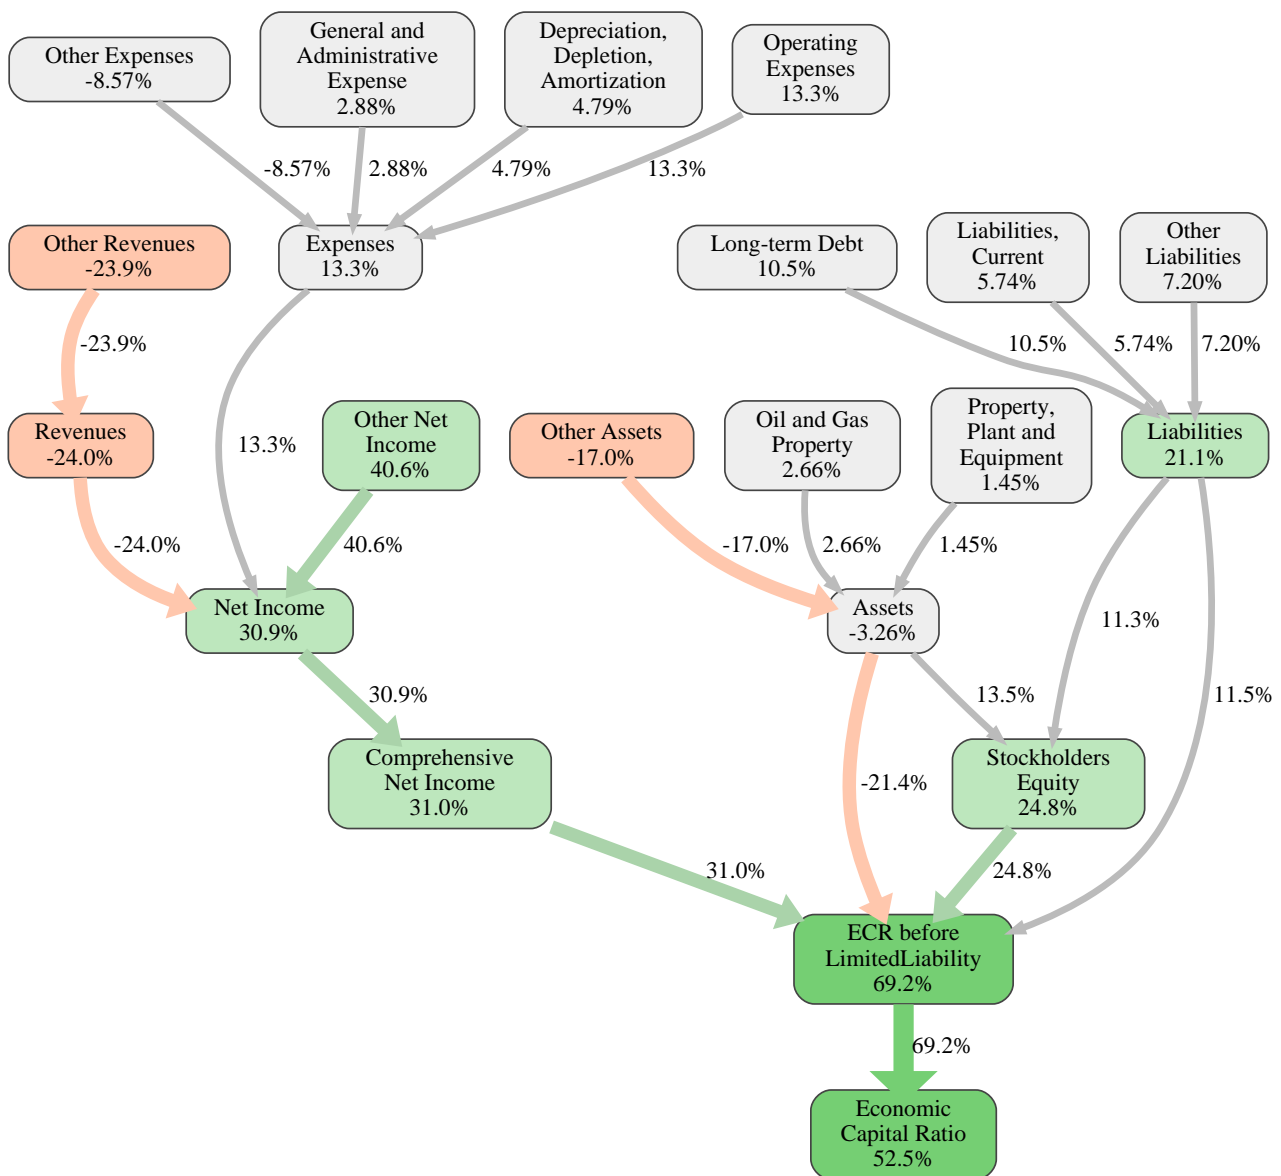 Other Expenses
-8.57%
General and
Administrative
Expense
2.88%
Depreciation,
Depletion,
Amortization
4.79%
Operating
Expenses
13.3%
-8.57%
2.88%
4.79%
13.3%
Other Revenues
-23.9%
Expenses
13.3%
Long-term Debt
10.5%
Liabilities,
Current
5.74%
Other
Liabilities
7.20%
-23.9%
10.5%
5.74%
7.20%
Revenues
-24.0%
13.3%
Other Net
Income
40.6%
Other Assets
-17.0%
Oil and Gas
Property
2.66%
Property,
Plant and
Equipment
1.45%
Liabilities
21.1%
-24.0%
40.6%
-17.0%
2.66%
1.45%
Net Income
30.9%
Assets
-3.26%
11.3%
30.9%
13.5%
11.5%
Comprehensive
Net Income
31.0%
-21.4%
Stockholders
Equity
24.8%
31.0%
24.8%
ECR before
LimitedLiability
69.2%
69.2%
Economic
Capital Ratio
52.5%